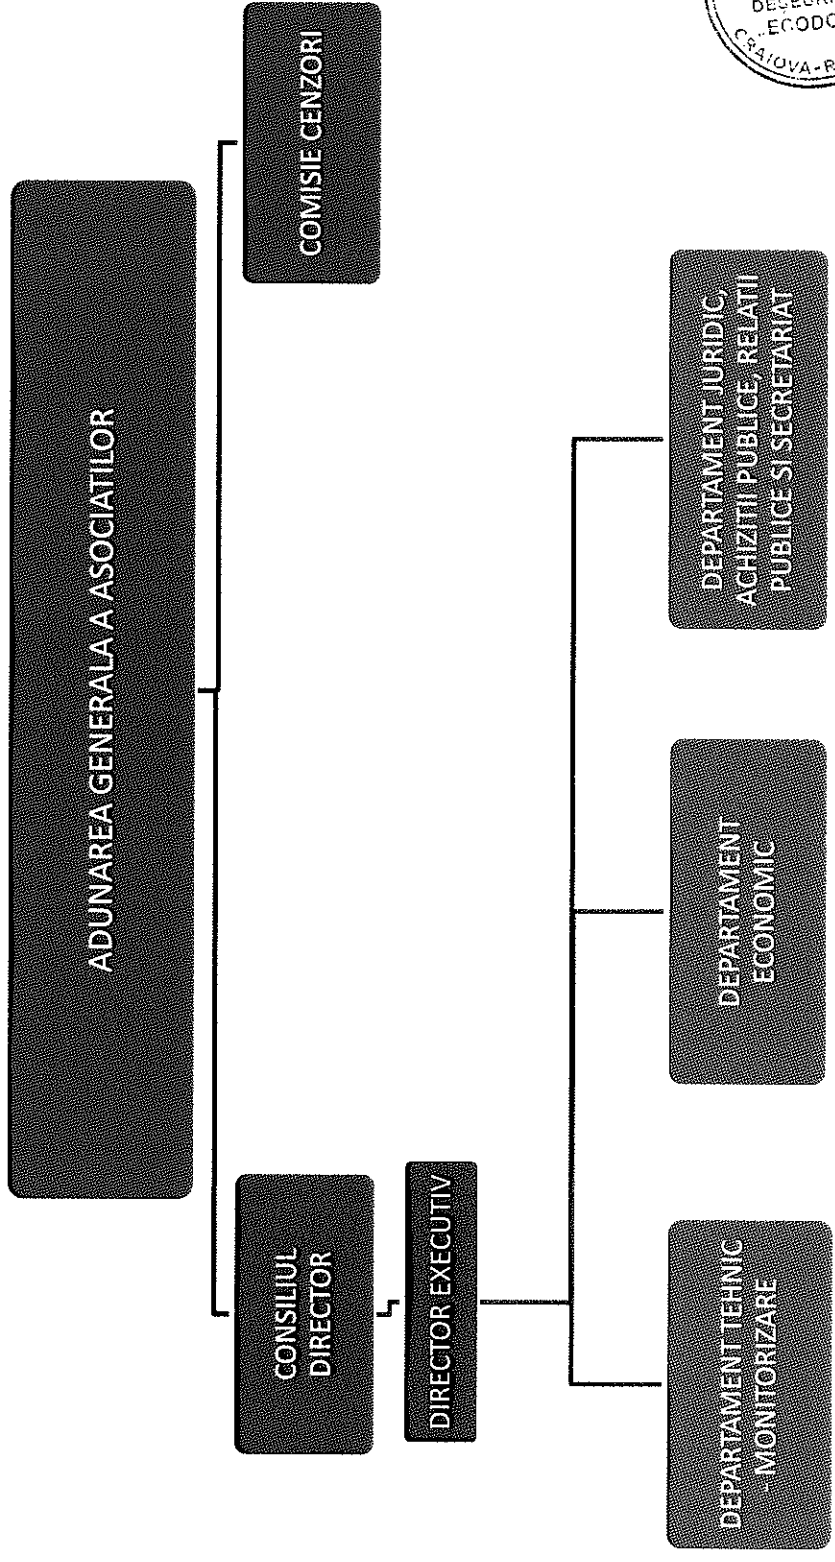 ADUNAREA GENERALA A ASOCIATILOR
COMISIE CENZORI
CONSILIUL
DIRECTOR
DIRECTOR EXECUTIV
DEPARTAMENT TEHNIC
- MONITORIZARE
DEPARTAMENT
ECONOMIC
DEPARTAMENT JURIDIC,
ACHIZITII PUBLICE, RELATII
PUBLICE SI SECRETARIAT
CRAIOVA-R